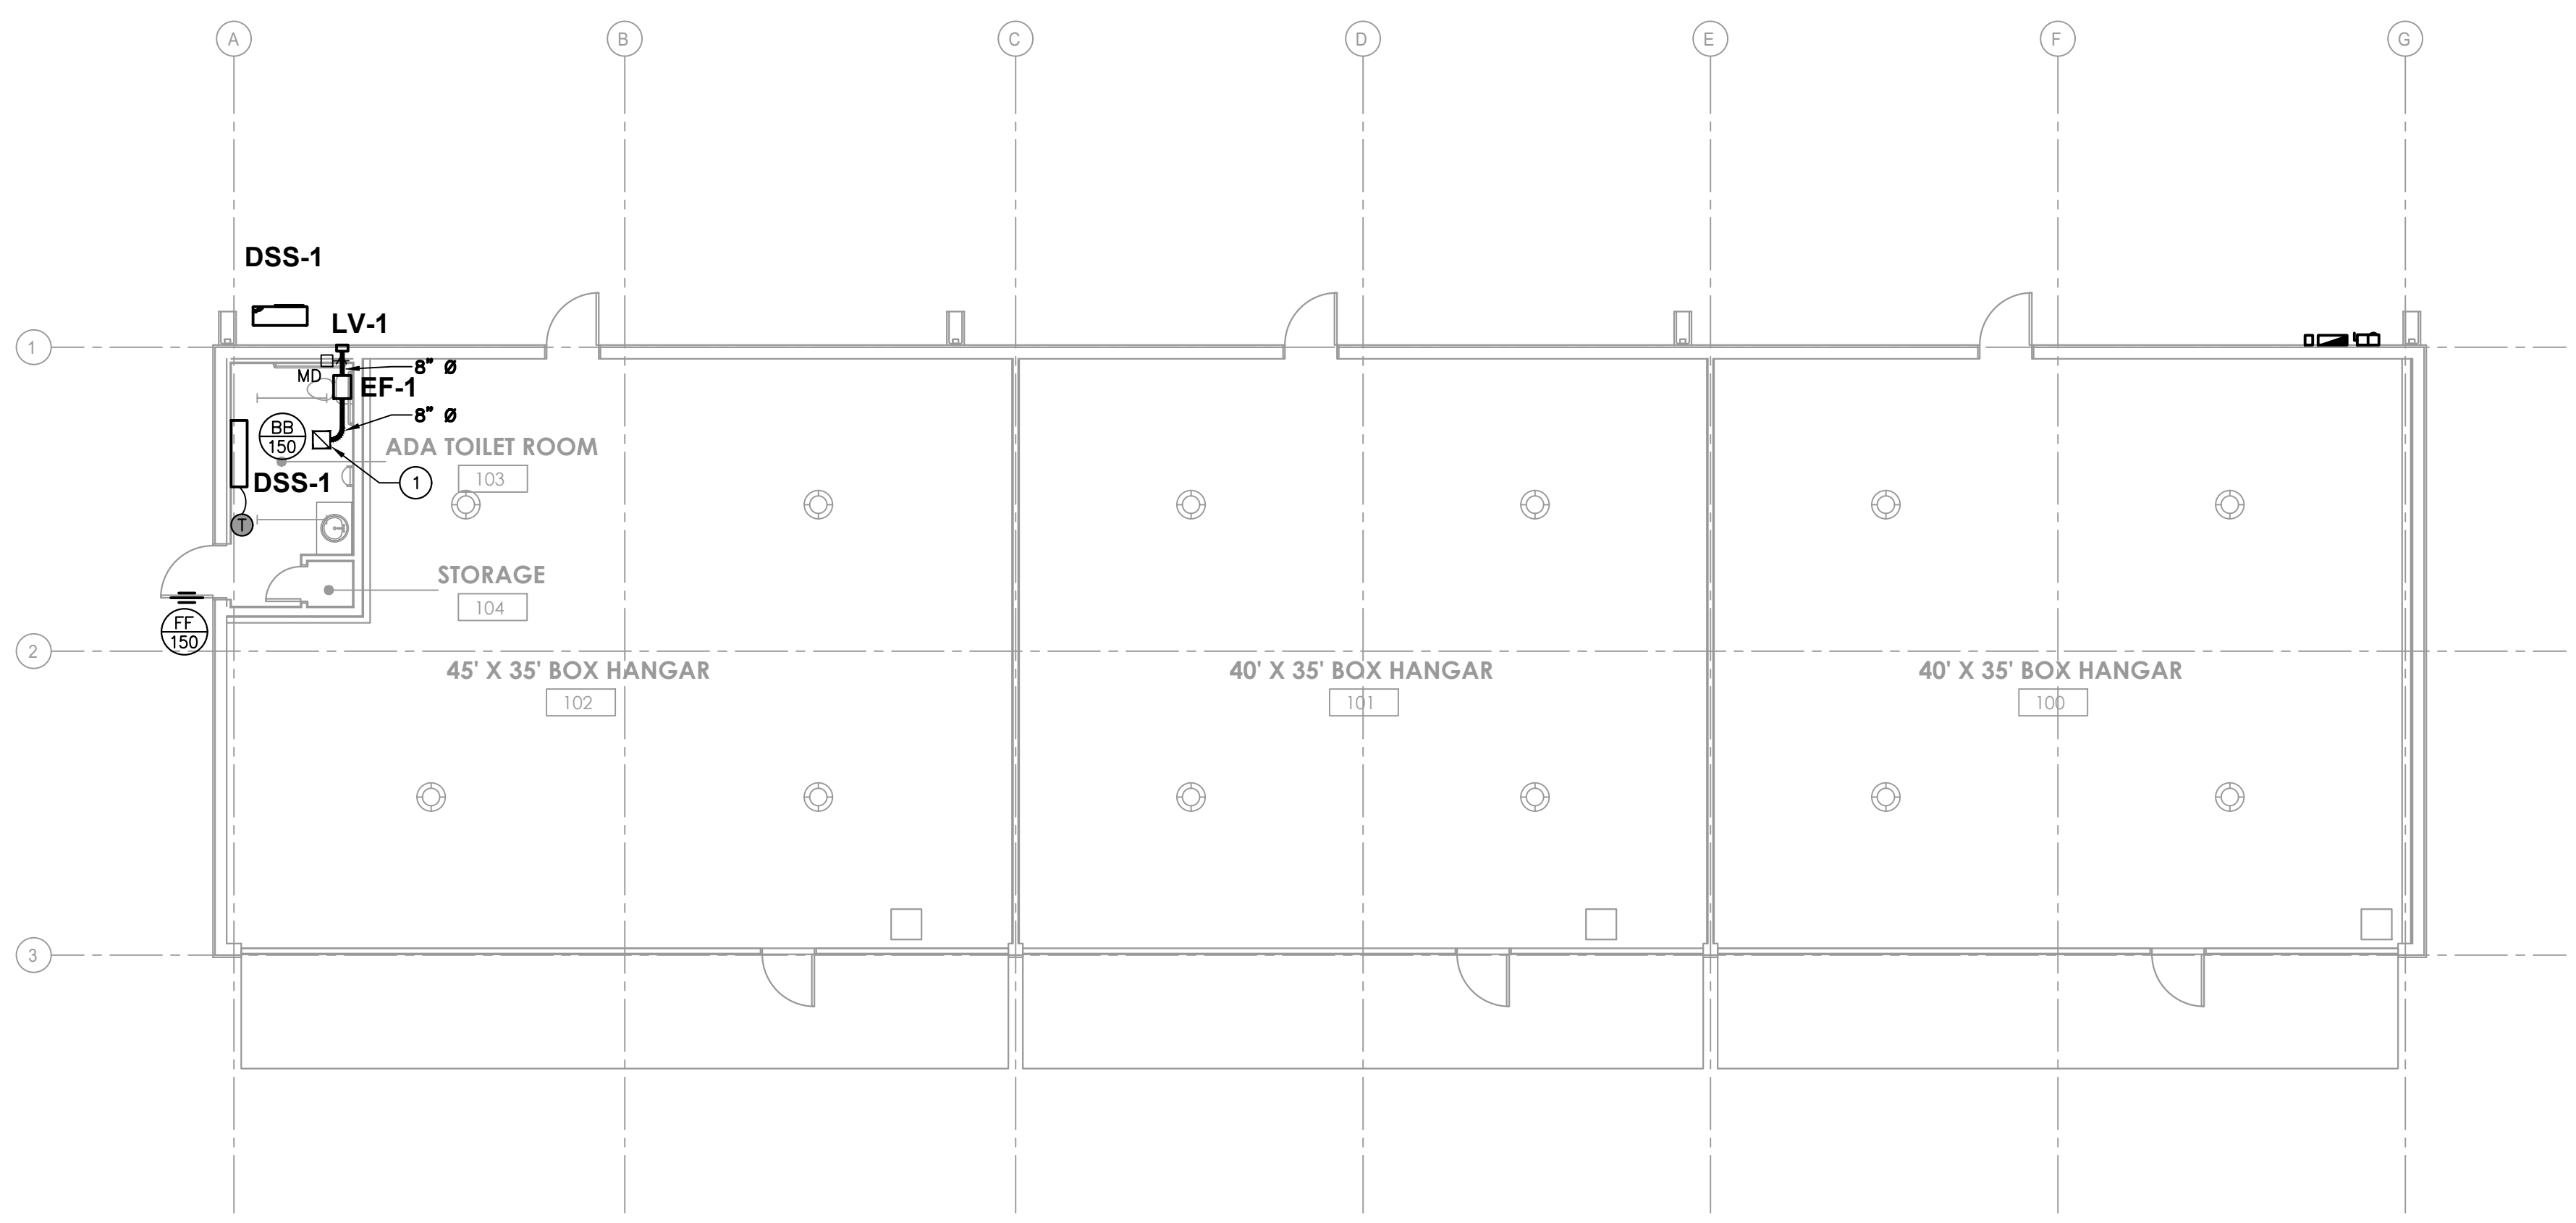 A
B
C
D
E
F
G
DSS-1
LV-1
1
8" Ø
MD
EF-1
8" Ø
BB
150
ADA TOILET ROOM
103
DSS-1
1
T
STORAGE
104
FF
150
2
45' X 35' BOX HANGAR
102
40' X 35' BOX HANGAR
101
40' X 35' BOX HANGAR
100
3